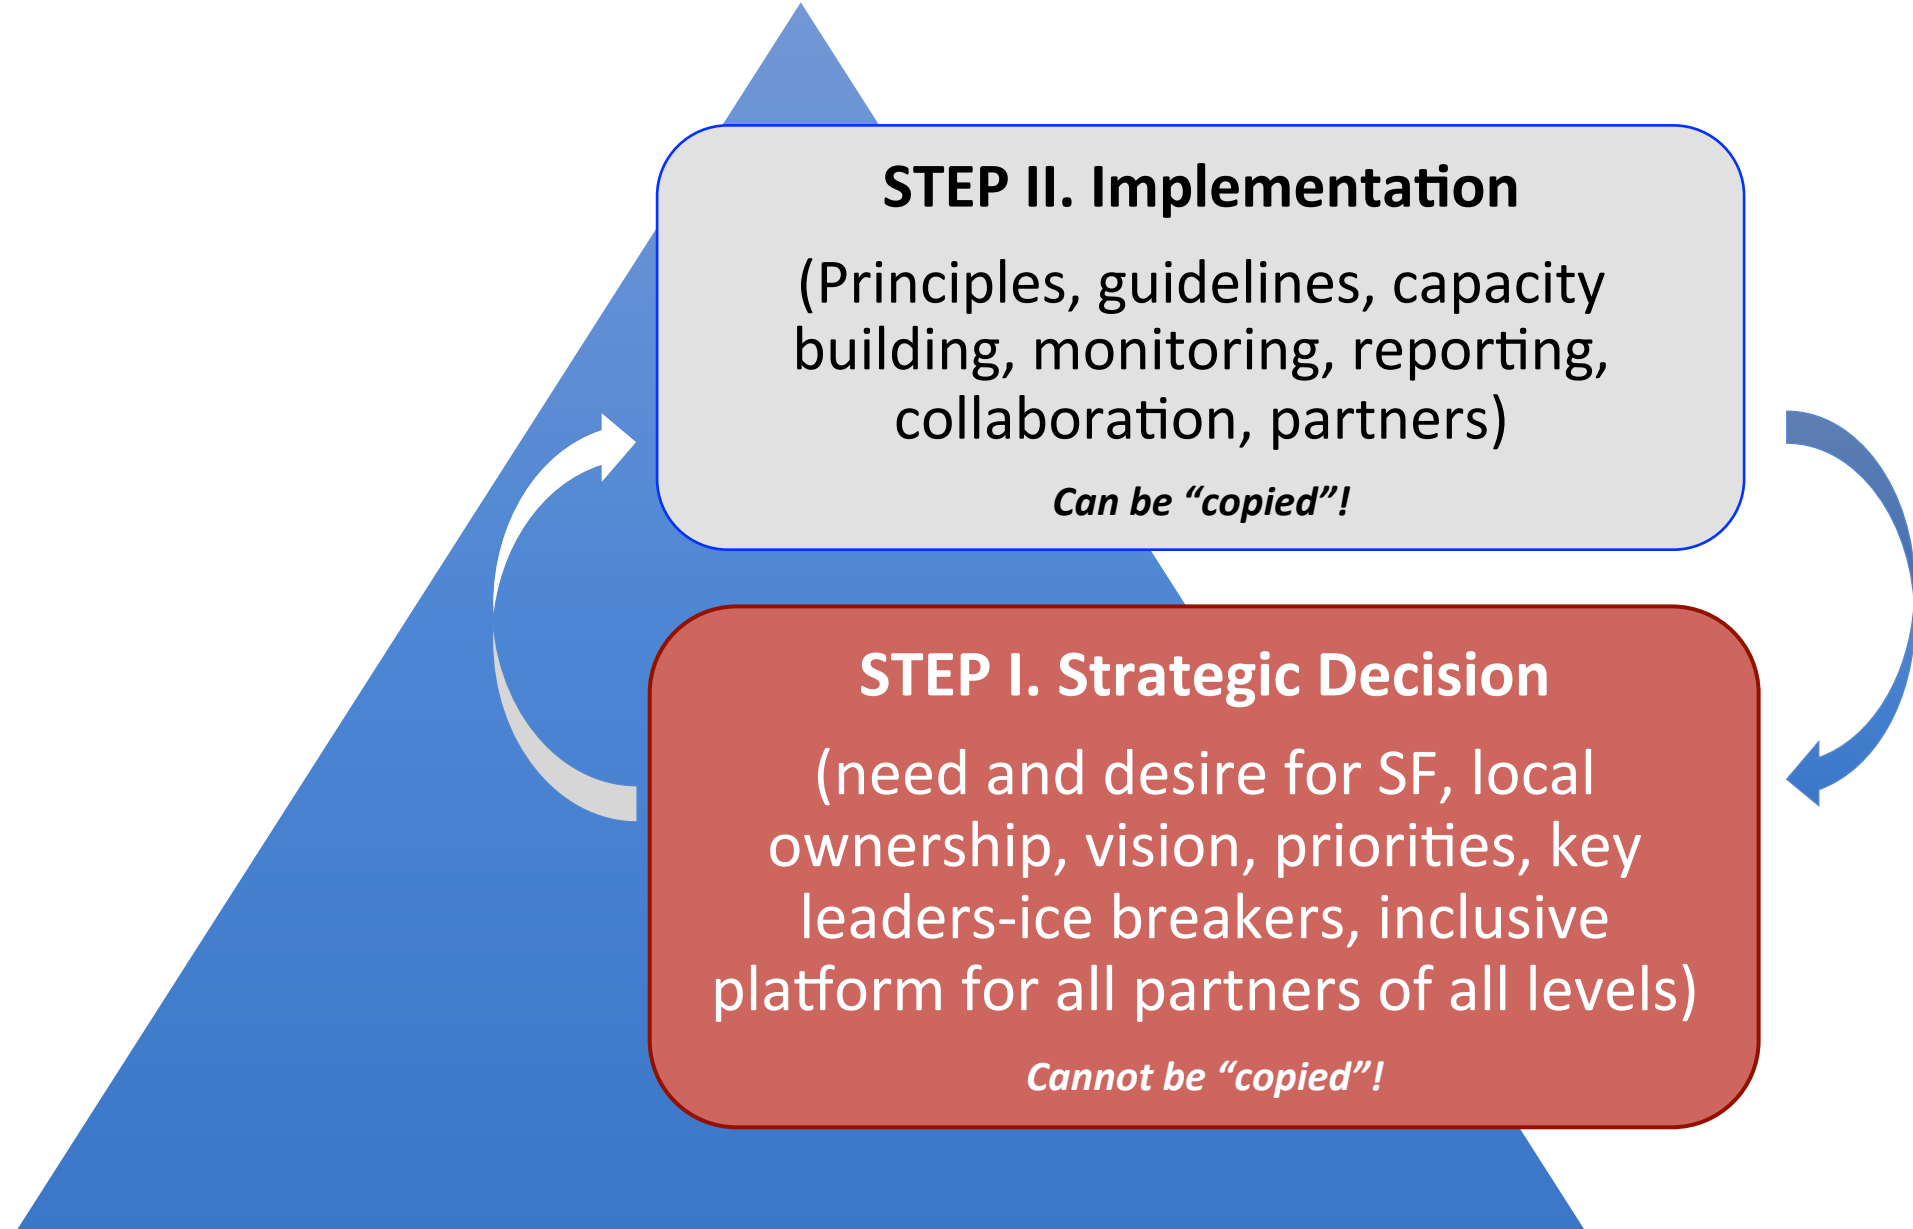 STEP II. Implementation
(Principles, guidelines, capacity
building, monitoring, reporting,
collaboration, partners)
Can be “copied”!
STEP I. Strategic Decision
(need and desire for SF, local
ownership, vision, priorities, key
leaders-ice breakers, inclusive
platform for all partners of all levels)
Cannot be “copied”!